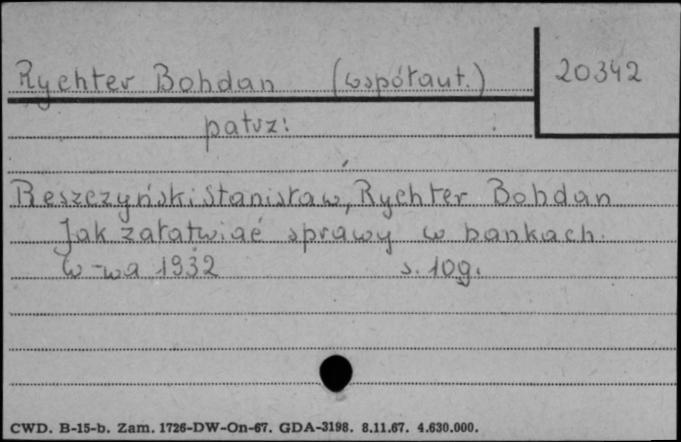 Rychter Bohdan (współaut.)
20342
patrz:
Reszczyński Stanisław, Rychter Bohdan
Jak załatwiać sprawy w bankach.
W-wa 1932 s. 109.
CWD. B-15-b. Zam. 1726-DW-On-67. GDA-3198. 8.11.67. 4.630.000.